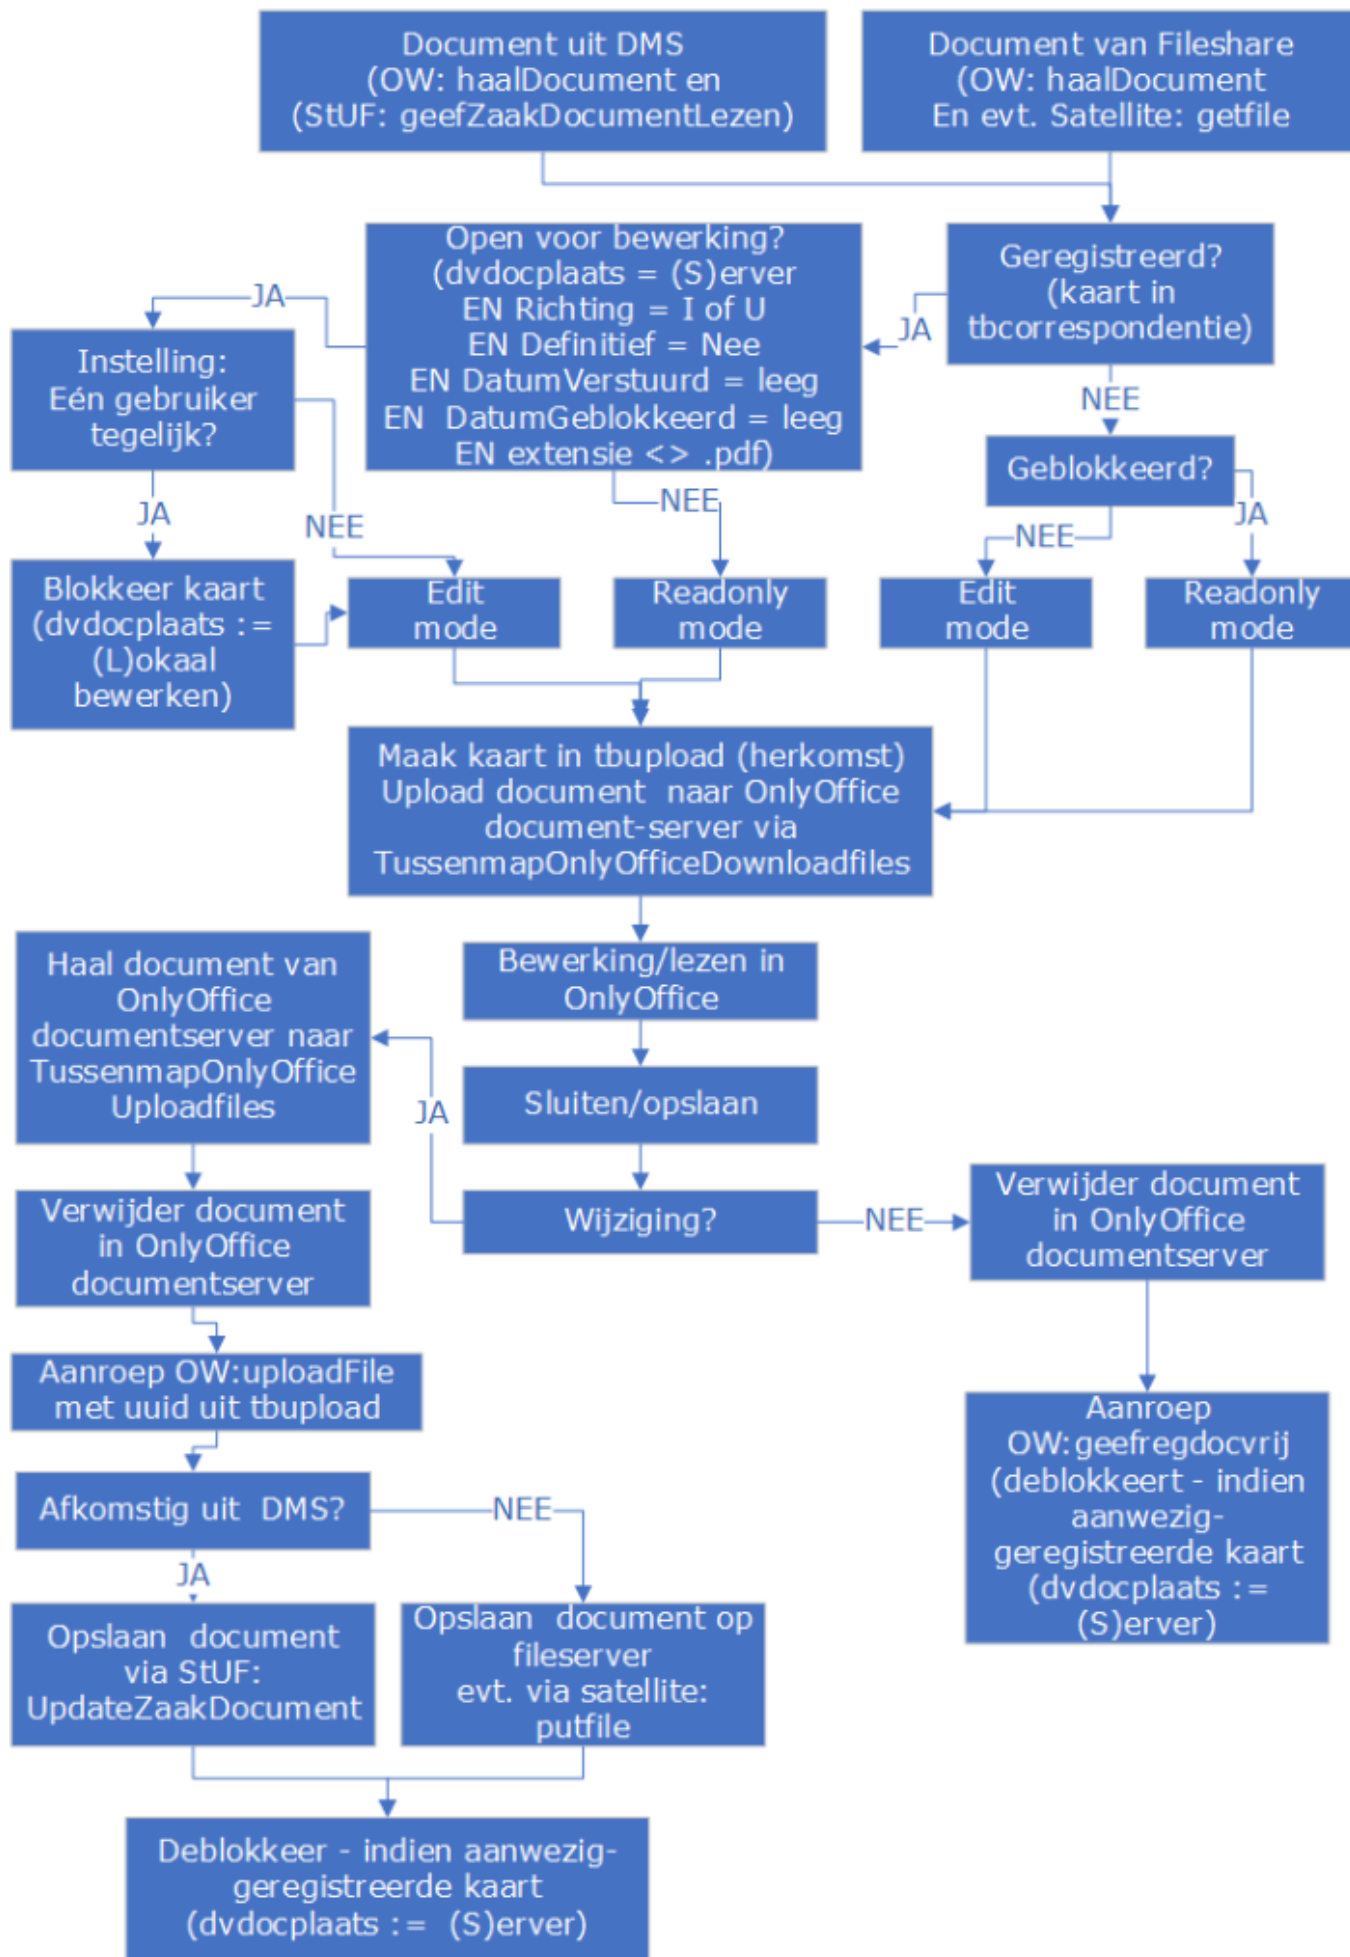 Document uit DMS
(OW: haalDocument en
(StUF: geefZaakDocumentLezen)
Document van Fileshare
(OW: haalDocument
En evt. Satellite: getfile
Geregistreerd?
(kaart in
tbcorrespondentie)
JA
NEE
Open voor bewerking?
(dvdocplaats = (S)erver
EN Richting = I of U
EN Definitief = Nee
EN DatumVerstuurd = leeg
EN DatumGeblokkeerd = leeg
EN extensie <> .pdf)
JA
NEE
Instelling:
Eén gebruiker
tegelijk?
JA
NEE
Geblokkeerd?
NEE
JA
Blokkeer kaart
(dvdocplaats :=
(L)okaal
bewerken)
Edit
mode
Readonly
mode
Edit
mode
Readonly
mode
Maak kaart in tbupload (herkomst)
Upload document naar OnlyOffice
document-server via
TussenmapOnlyOfficeDownloadfiles
Bewerking/lezen in
OnlyOffice
Sluiten/opslaan
Wijziging?
JA
NEE
Haal document van
OnlyOffice
documentserver naar
TussenmapOnlyOffice
Uploadfiles
Verwijder document
in OnlyOffice
documentserver
Aanroep OW:uploadFile
met uuid uit tbupload
Afkomstig uit DMS?
JA
NEE
Opslaan document
via StUF:
UpdateZaakDocument
Opslaan document op
fileserver
evt. via satellite:
putfile
Deblokkeer - indien aanwezig-
geregistreerde kaart
(dvdocplaats := (S)erver)
Verwijder document
in OnlyOffice
documentserver
Aanroep
OW:geefregdocvrij
(deblokkeert - indien
aanwezig-
geregistreerde kaart
(dvdocplaats :=
(S)erver)